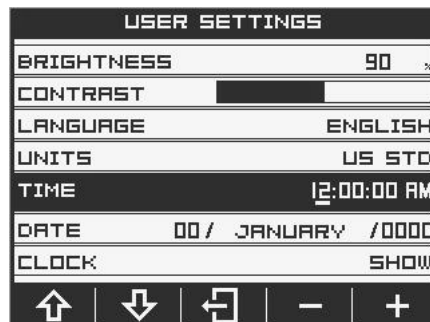 USER SETTINGS
BRIGHTNESS 90 %
CONTRAST
LANGUAGE ENGLISH
UNITS US STD
TIME 12:00:00 AM
DATE 00 / JANUARY / 0000
CLOCK SHOW
- +